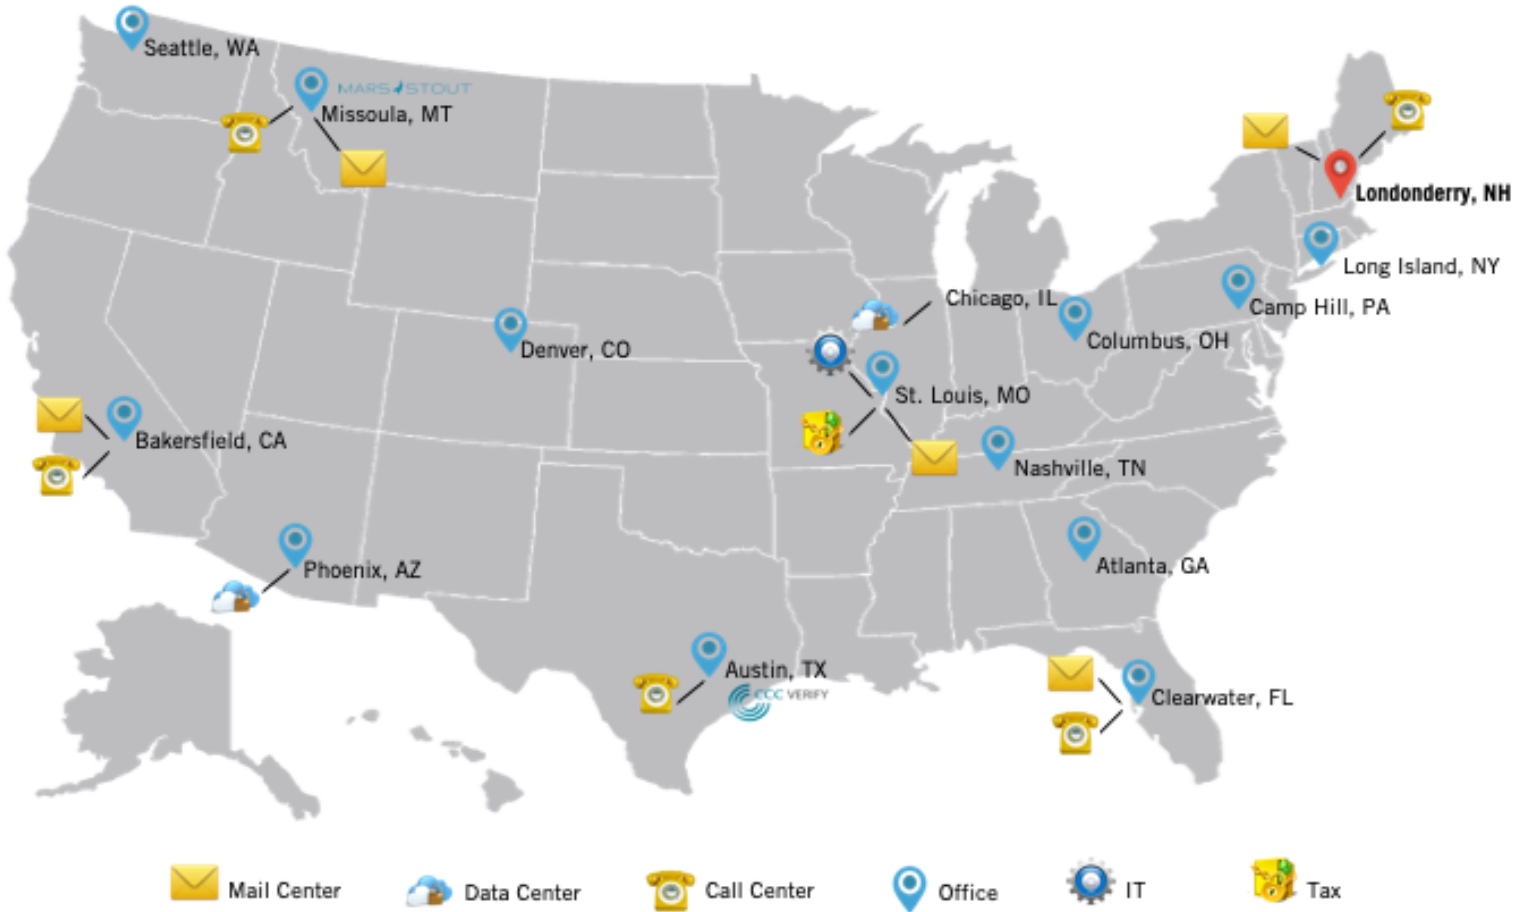 Seattle, WA
MARS STOUT
Missoula, MT
Londonderry, NH
Long Island, NY
Chicago, IL
Camp Hill, PA
Columbus, OH
Denver, CO
St. Louis, MO
Bakersfield, CA
Nashville, TN
Phoenix, AZ
Atlanta, GA
Austin, TX
CCC VERIFY
Clearwater, FL
Mail Center
Data Center
Call Center
Office
IT
Tax